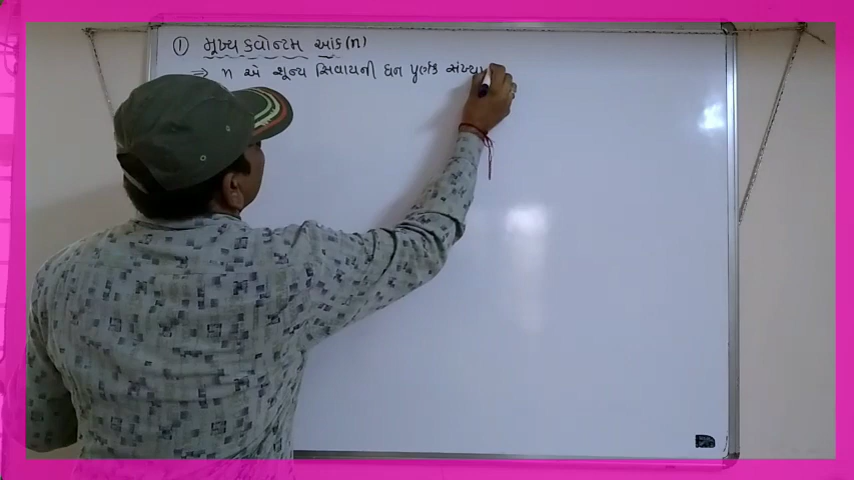 ① મૂખ્ય ક્વોન્ટમ આંક (n)
⇒ n એ શૂન્ય સિવાયની ધન પૂર્ણાંક સંખ્યા